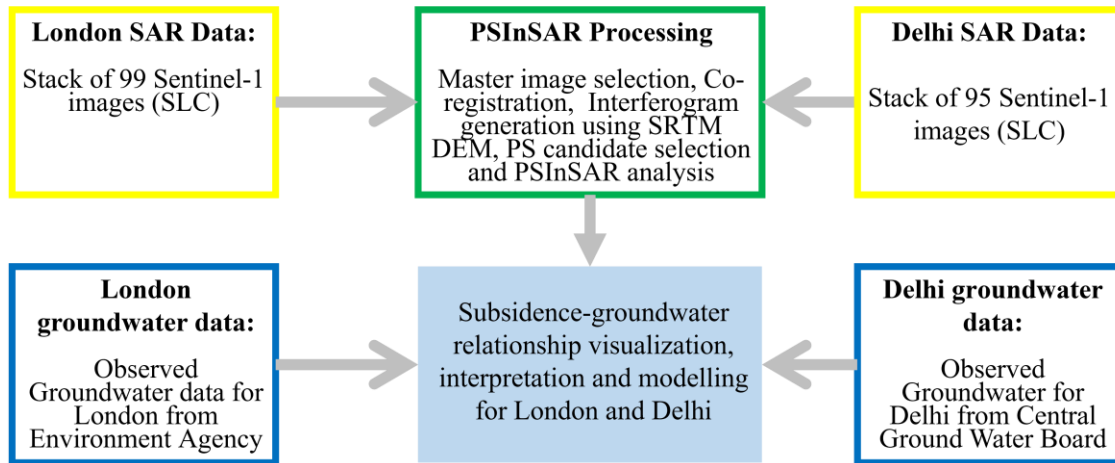 London SAR Data:
Stack of 99 Sentinel-1
images (SLC)
PSInSAR Processing
Master image selection, Co-
registration, Interferogram
generation using SRTM
DEM, PS candidate selection
and PSInSAR analysis
Delhi SAR Data:
Stack of 95 Sentinel-1
images (SLC)
London
groundwater data:
Observed
Groundwater data for
London from
Environment Agency
Subsidence-groundwater
relationship visualization,
interpretation and modelling
for London and Delhi
Delhi groundwater
data:
Observed
Groundwater for
Delhi from Central
Ground Water Board